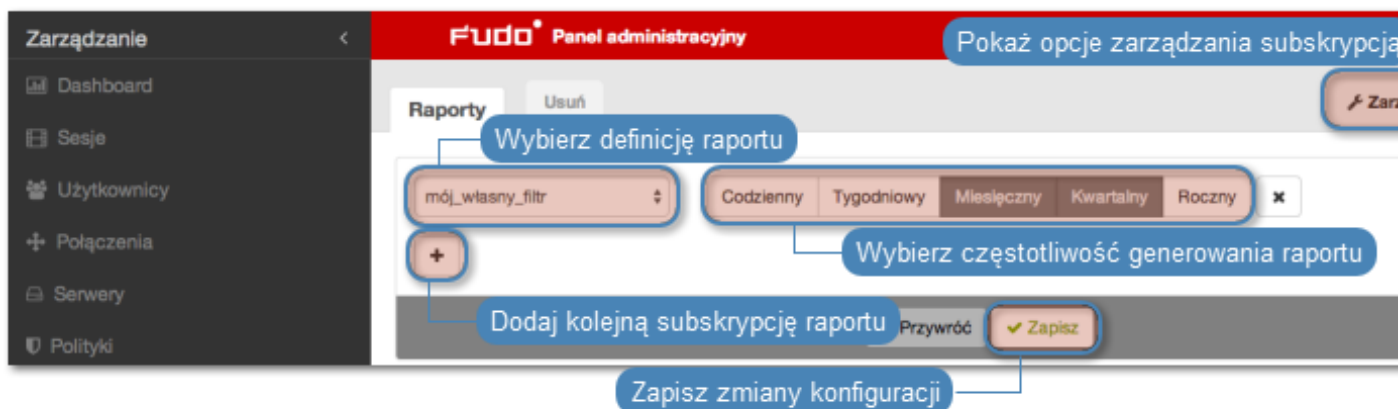 Zarządzanie
FUDO Panel administracyjny
Pokaż opcje zarządzania subskrypcją
Dashboard
Raporty
Usuń
Zarz
Sesje
Wybierz definicję raportu
Użytkownicy
mój_własny_filtr
Codzienny Tygodniowy Miesięczny Kwartalny Roczny
Połączenia
Wybierz częstotliwość generowania raportu
Serwery
Dodaj kolejną subskrypcję raportu
Przywróć
Zapisz
Polityki
Zapisz zmiany konfiguracji